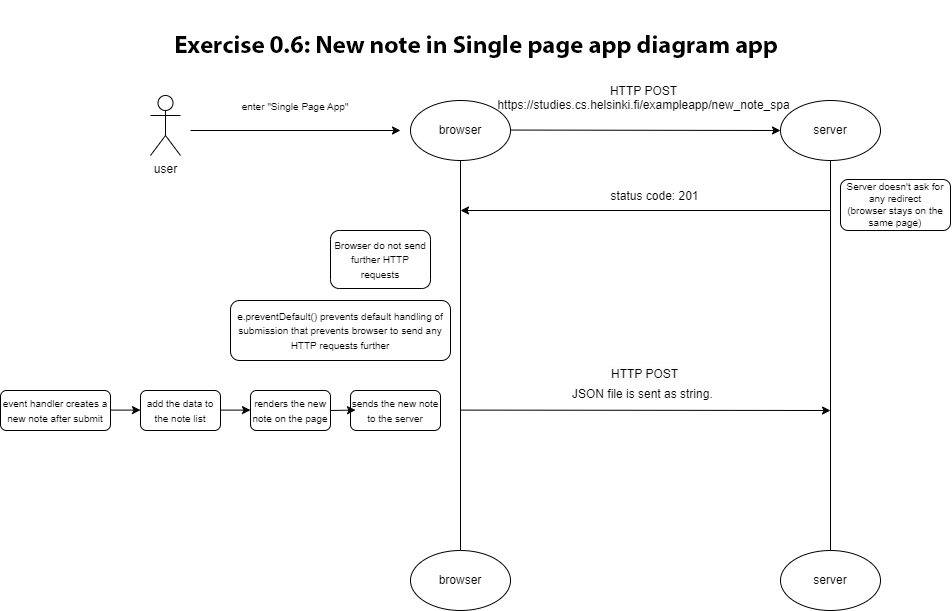 Exercise 0.6: New note in Single page app diagram app
HTTP POST
enter "Single Page App"
https://studies.cs.helsinki.fi/exampleapp/new_note_spa
browser
server
user
Server doesn't ask for
any redirect
(browser stays on the
same page)
status code: 201
Browser do not send
further HTTP
requests
e.preventDefault() prevents default handling of
submission that prevents browser to send any
HTTP requests further
HTTP POST
JSON file is sent as string.
event handler creates a
new note after submit
add the data to
the note list
renders the new
note on the page
sends the new note
to the server
browser
server